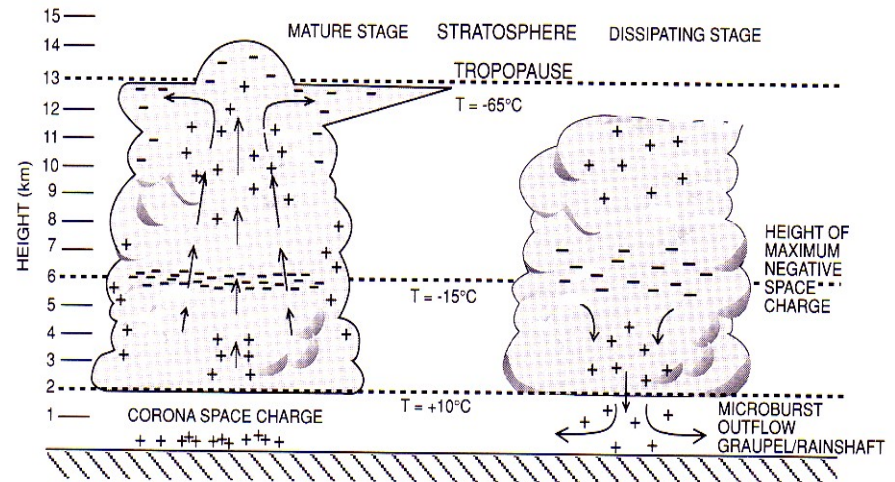 MATURE STAGE
STRATOSPHERE
DISSIPATING STAGE
TROPOPAUSE
T = -65°C
HEIGHT (km)
15
14
13
12
11
10
9
8
7
6
5
4
3
2
1
HEIGHT OF
MAXIMUM
NEGATIVE
SPACE
CHARGE
T = -15°C
T = +10°C
CORONA SPACE CHARGE
MICROBURST
OUTFLOW
GRAUPEL/RAINSHAFT